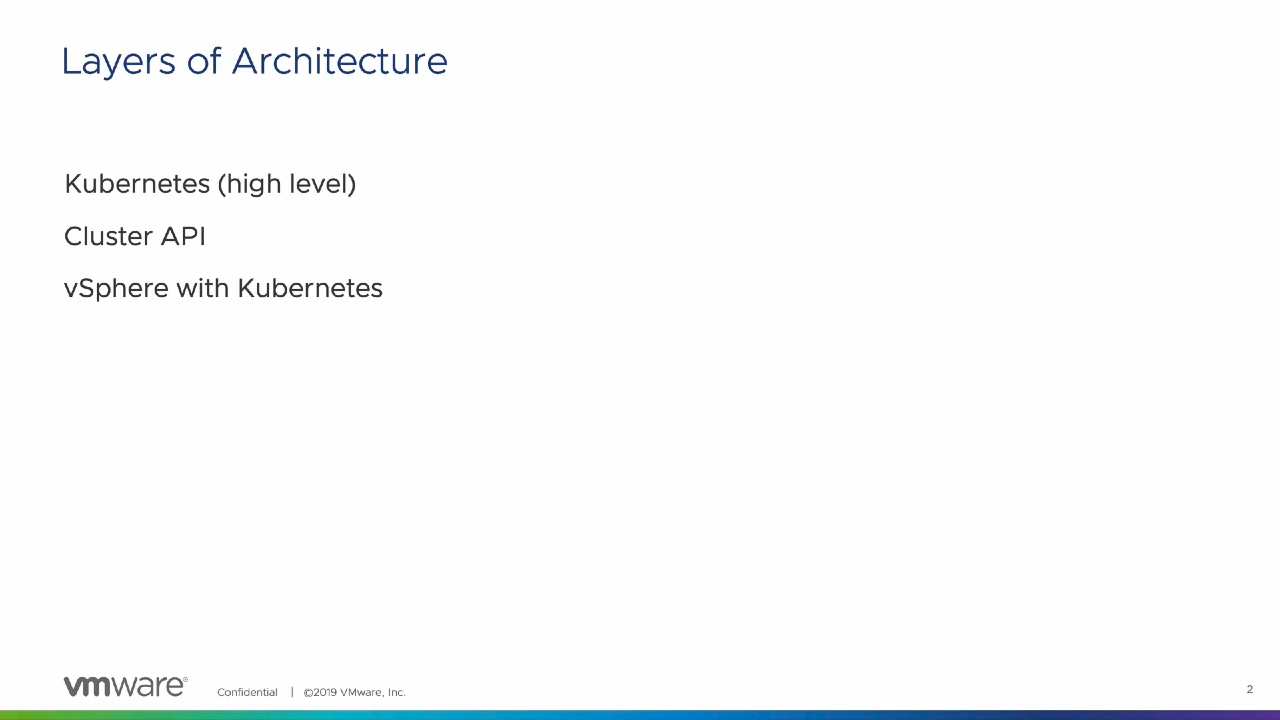 Layers of Architecture
Kubernetes (high level)
Cluster API
vSphere with Kubernetes
vmware®
Confidential | ©2019 VMware, Inc.
2